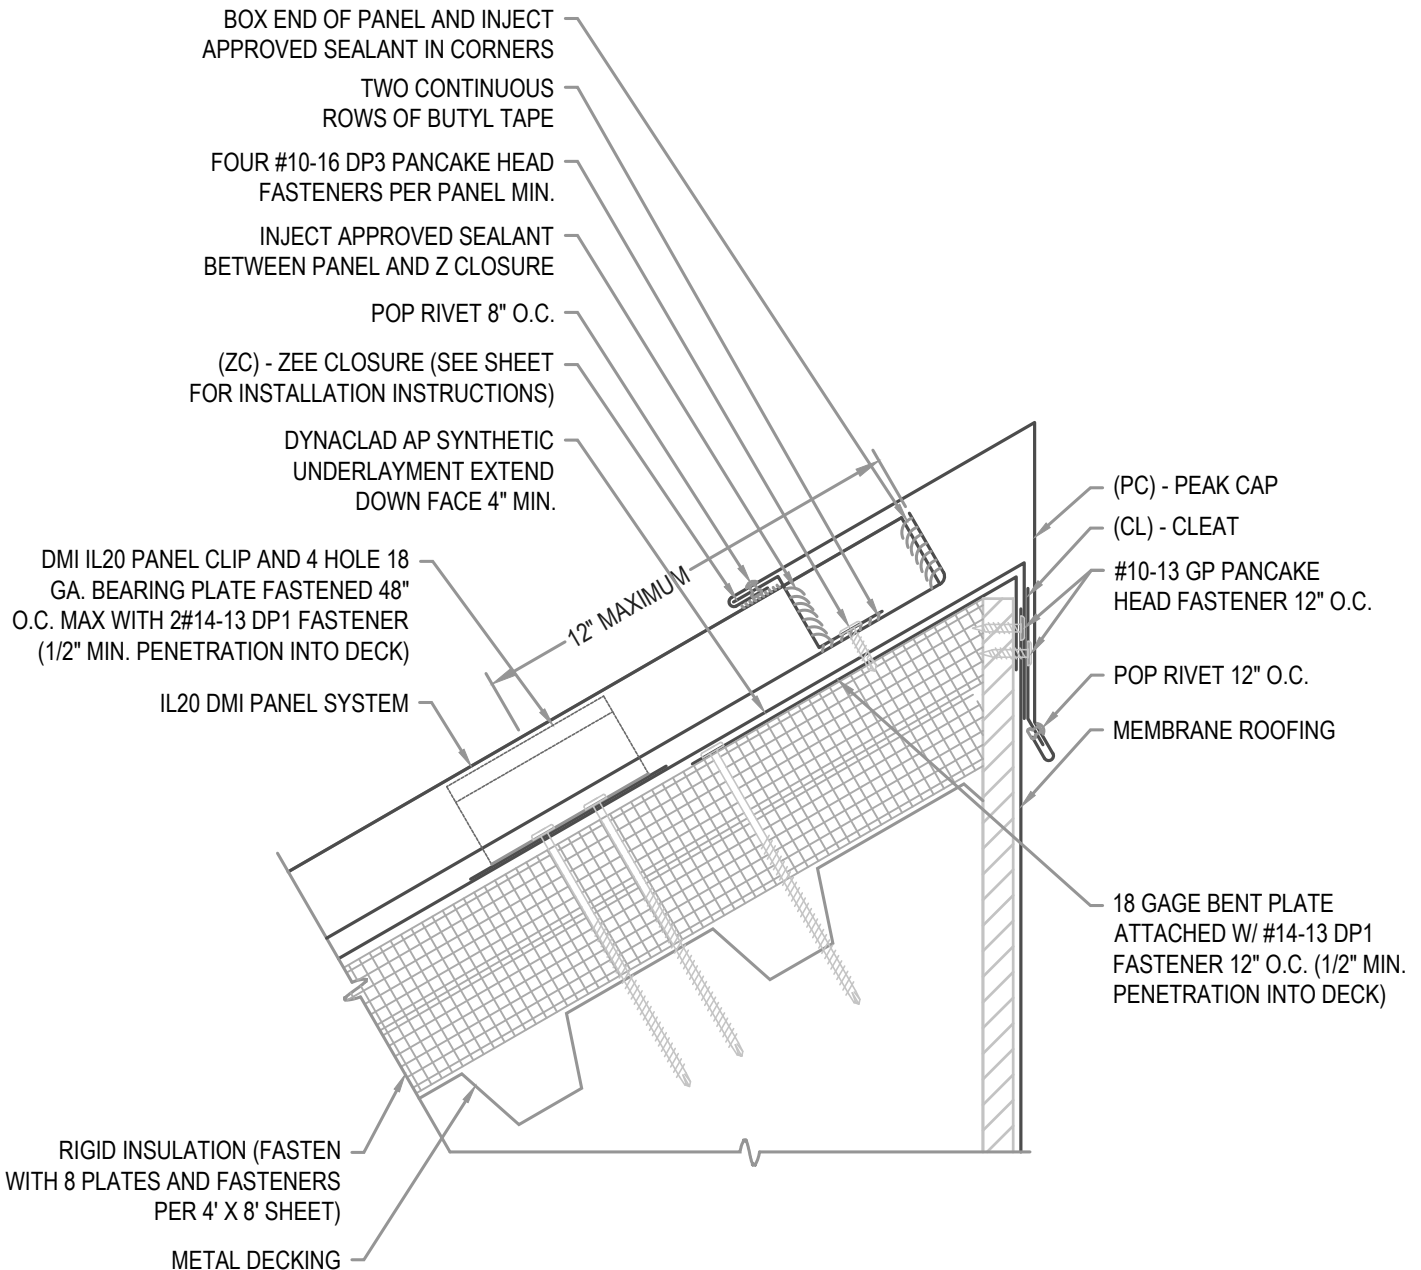 BOX END OF PANEL AND INJECT
APPROVED SEALANT IN CORNERS
TWO CONTINUOUS
ROWS OF BUTYL TAPE
FOUR #10-16 DP3 PANCAKE HEAD
FASTENERS PER PANEL MIN.
INJECT APPROVED SEALANT
BETWEEN PANEL AND Z CLOSURE
POP RIVET 8" O.C.
(ZC) - ZEE CLOSURE (SEE SHEET
FOR INSTALLATION INSTRUCTIONS)
DYNACLAD AP SYNTHETIC
UNDERLAYMENT EXTEND
DOWN FACE 4" MIN.
DMI IL20 PANEL CLIP AND 4 HOLE 18
GA. BEARING PLATE FASTENED 48"
O.C. MAX WITH 2#14-13 DP1 FASTENER
(1/2" MIN. PENETRATION INTO DECK)
IL20 DMI PANEL SYSTEM
12" MAXIMUM
(PC) - PEAK CAP
(CL) - CLEAT
#10-13 GP PANCAKE
HEAD FASTENER 12" O.C.
POP RIVET 12" O.C.
MEMBRANE ROOFING
18 GAGE BENT PLATE
ATTACHED W/ #14-13 DP1
FASTENER 12" O.C. (1/2" MIN.
PENETRATION INTO DECK)
RIGID INSULATION (FASTEN
WITH 8 PLATES AND FASTENERS
PER 4' X 8' SHEET)
METAL DECKING